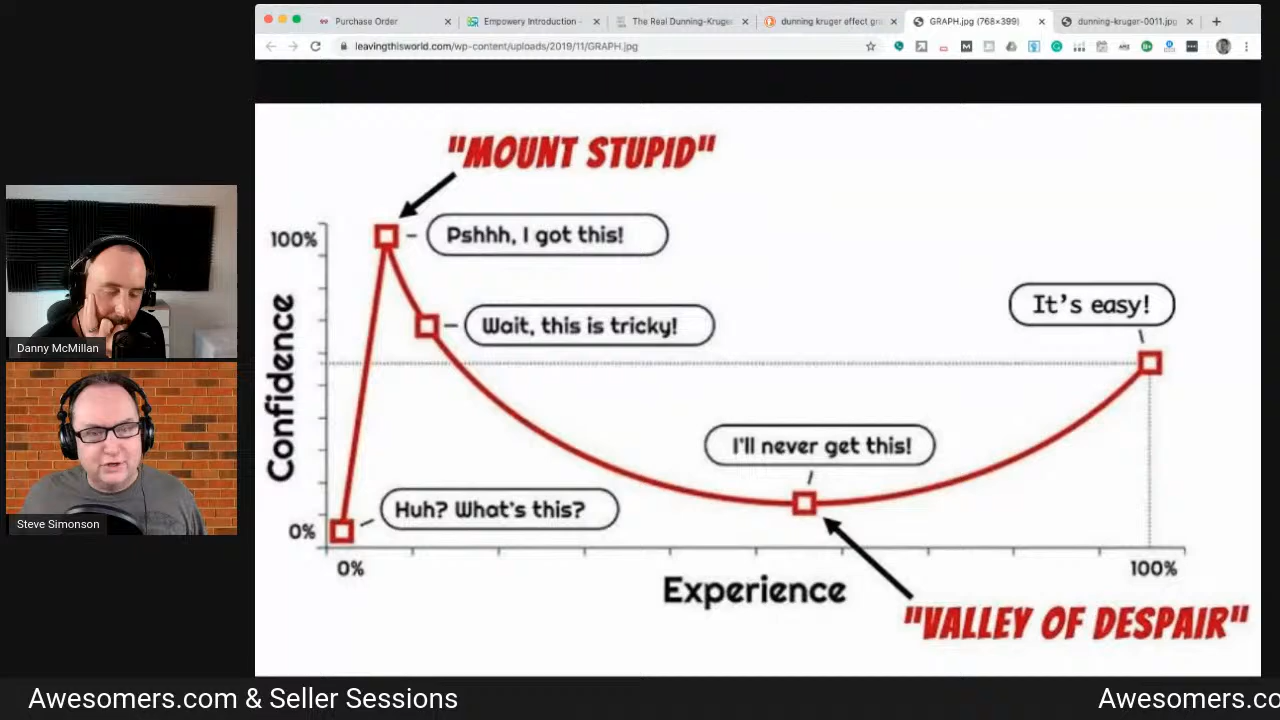 Purchase Order
Empowery Introduction -
The Real Dunning-Kruge
dunning kruger effect gra
GRAPH.jpg (768×399)
dunning-kruger-0011.jpg
leavingthisworld.com/wp-content/uploads/2019/11/GRAPH.jpg
"MOUNT STUPID"
100%
Pshhh, I got this!
It's easy!
Wait, this is tricky!
Confidence
I'll never get this!
Huh? What's this?
0%
0%
100%
Experience
"VALLEY OF DESPAIR"
Danny McMillan
Steve Simonson
Awesomers.com & Seller Sessions
Awesomers.co